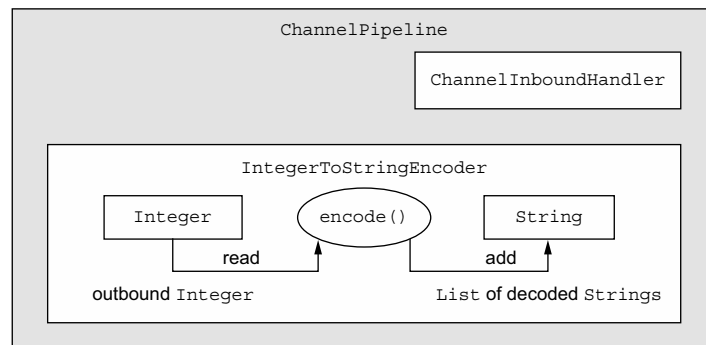 ChannelPipeline
ChannelInboundHandler
IntegerToStringEncoder
Integer encode() String
read add
outbound Integer List of decoded Strings